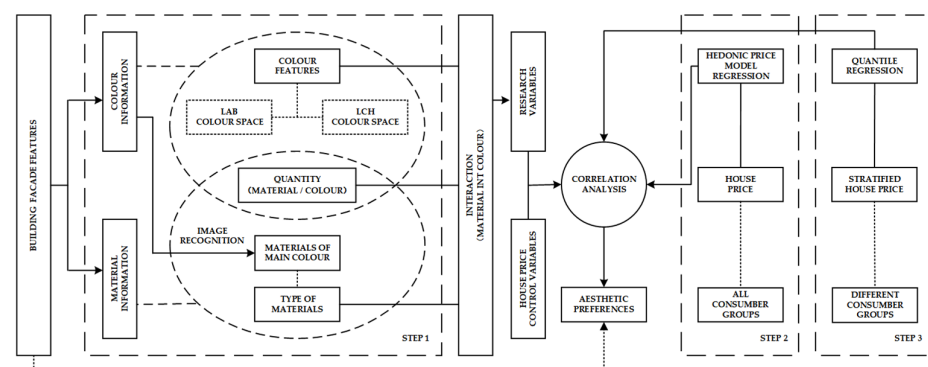 BUILDING FACADE FEATURES
COLOUR
INFORMATION
MATERIAL
INFORMATION
COLOUR
FEATURES
LAB
COLOUR SPACE
LCH
COLOUR SPACE
QUANTITY
(MATERIAL / COLOUR)
IMAGE
RECOGNITION
MATERIALS OF
MAIN COLOUR
TYPE OF
MATERIALS
STEP 1
INTERACTION
(MATERIAL INT COLOUR)
RESEARCH
VARIABLES
HOUSE PRICE
CONTROL VARIABLES
CORRELATION
ANALYSIS
AESTHETIC
PREFERENCES
HEDONIC PRICE
MODEL
REGRESSION
HOUSE
PRICE
ALL
CONSUMBER
GROUPS
STEP 2
QUANTILE
REGRESSION
STRATIFIED
HOUSE PRICE
DIFFERENT
CONSUMBER
GROUPS
STEP 3